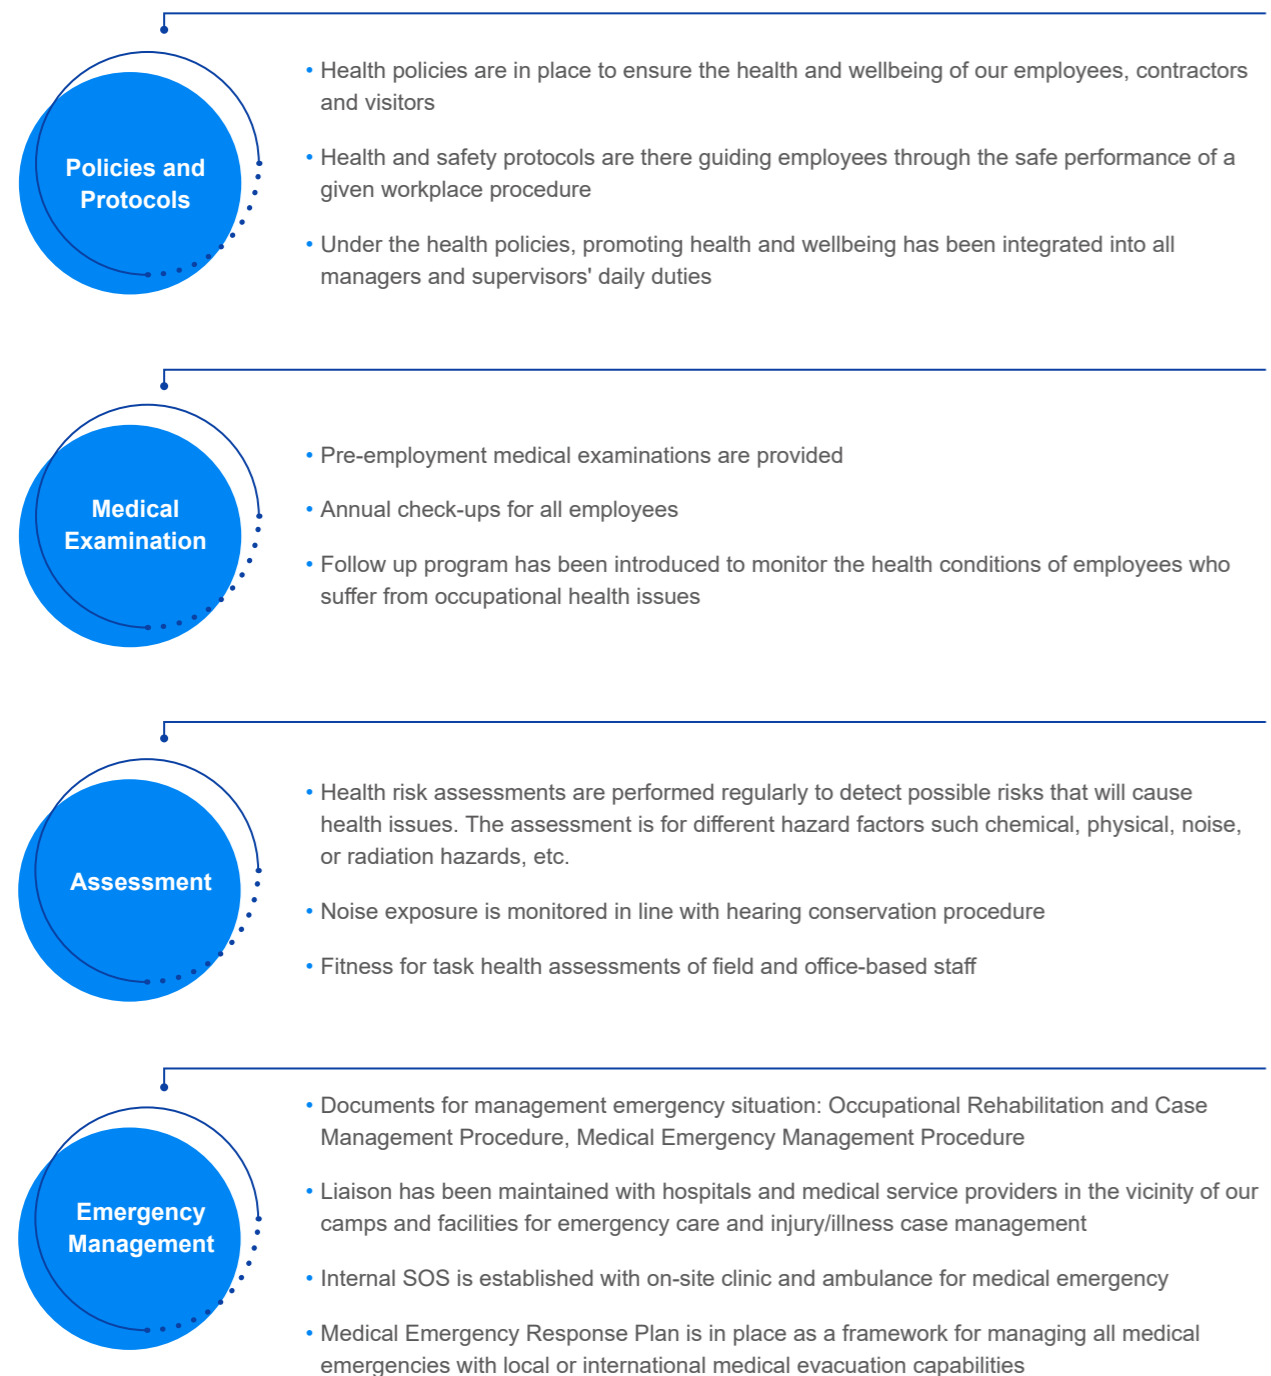 Policies and
Protocols
• Health policies are in place to ensure the health and wellbeing of our employees, contractors
and visitors
• Health and safety protocols are there guiding employees through the safe performance of a
given workplace procedure
• Under the health policies, promoting health and wellbeing has been integrated into all
managers and supervisors' daily duties
Medical
Examination
• Pre-employment medical examinations are provided
• Annual check-ups for all employees
• Follow up program has been introduced to monitor the health conditions of employees who
suffer from occupational health issues
Assessment
• Health risk assessments are performed regularly to detect possible risks that will cause
health issues. The assessment is for different hazard factors such chemical, physical, noise,
or radiation hazards, etc.
• Noise exposure is monitored in line with hearing conservation procedure
• Fitness for task health assessments of field and office-based staff
Emergency
Management
• Documents for management emergency situation: Occupational Rehabilitation and Case
Management Procedure, Medical Emergency Management Procedure
• Liaison has been maintained with hospitals and medical service providers in the vicinity of our
camps and facilities for emergency care and injury/illness case management
• Internal SOS is established with on-site clinic and ambulance for medical emergency
• Medical Emergency Response Plan is in place as a framework for managing all medical
emergencies with local or international medical evacuation capabilities